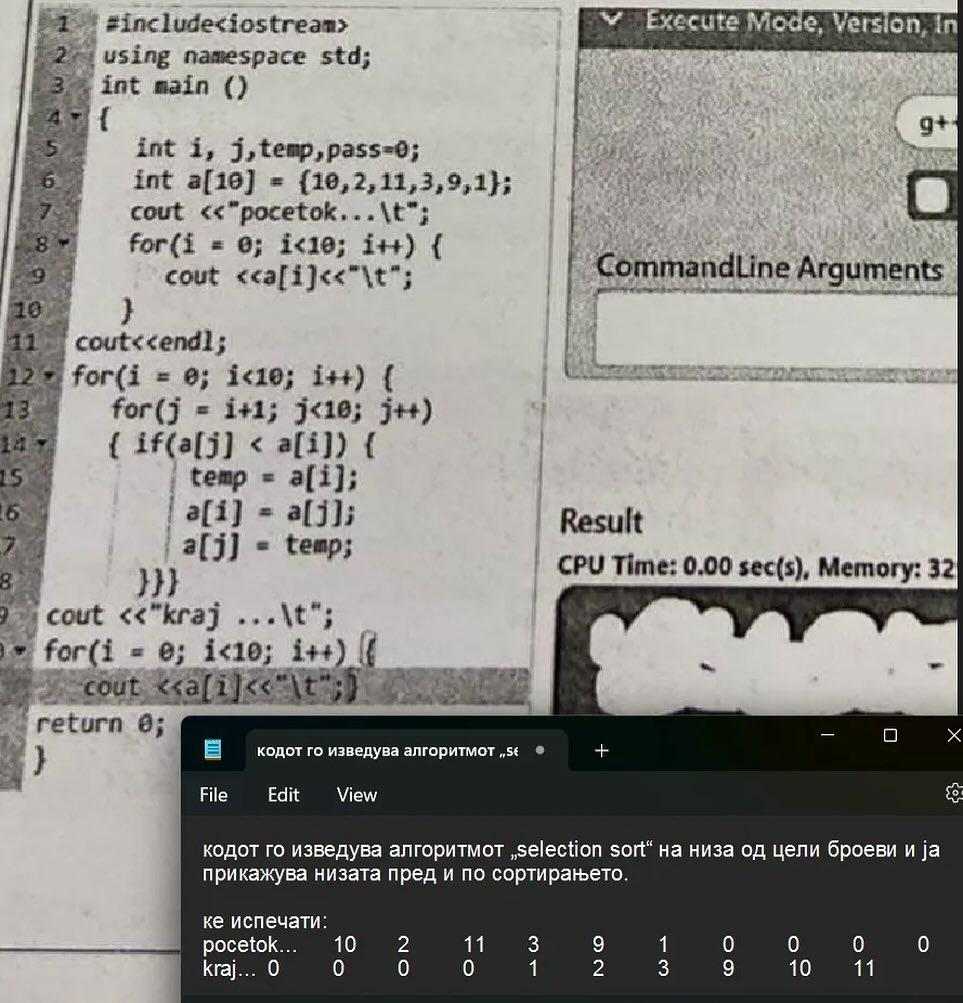 1 #include<iostream>
2 using namespace std;
3 int main ()
4 {
5 int i, j,temp,pass=0;
6 int a[10] = {10,2,11,3,9,1};
7 cout <<"pocetok...\t";
8 for(i = 0; i<10; i++) {
9 cout <<a[i]<<"\t";
10 }
11 cout<<endl;
12 for(i = 0; i<10; i++) {
13 for(j = i+1; j<10; j++)
14 { if(a[j] < a[i]) {
15 temp = a[i];
16 a[i] = a[j];
7 a[j] = temp;
8 }}}
9 cout <<"kraj ...\t";
0 for(i = 0; i<10; i++) {
cout <<a[i]<<"\t";}
return 0;
}
Execute Mode, Version, In
g++
CommandLine Arguments
Result
CPU Time: 0.00 sec(s), Memory: 32
кодот го изведува алгоритмот „se
File Edit View
кодот го изведува алгоритмот „selection sort“ на низа од цели броеви и ја
прикажува низата пред и по сортирањето.
ке испечати:
pocetok... 10 2 11 3 9 1 0 0 0 0
kraj... 0 0 0 0 1 2 3 9 10 11